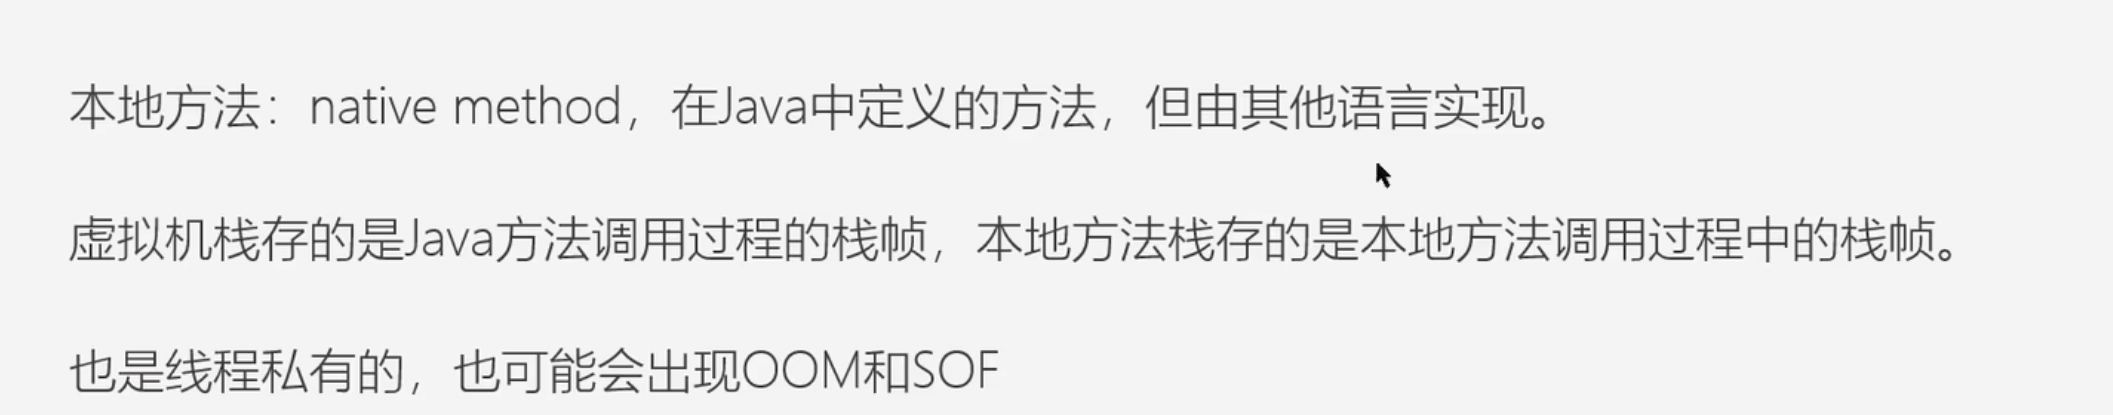 本地方法：native method，在Java中定义的方法，但由其他语言实现。
虚拟机栈存的是Java方法调用过程的栈帧，本地方法栈存的是本地方法调用过程中的栈帧。
也是线程私有的，也可能会出现OOM和SOF